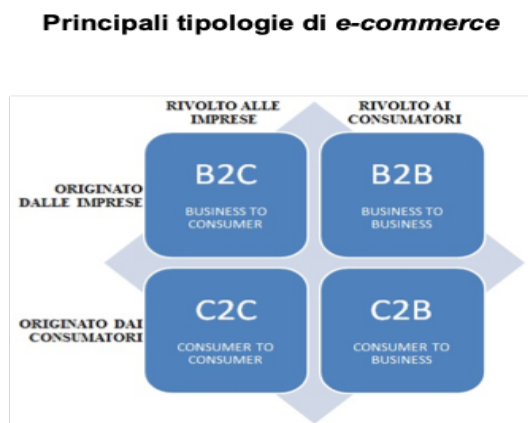 Principali tipologie di e-commerce
RIVOLTO ALLE
IMPRESE
RIVOLTO AI
CONSUMATORI
ORIGINATO
DALLE IMPRESE
B2C
BUSINESS TO
CONSUMER
B2B
BUSINESS TO
BUSINESS
ORIGINATO DAI
CONSUMATORI
C2C
CONSUMER TO
CONSUMER
C2B
CONSUMER TO
BUSINESS